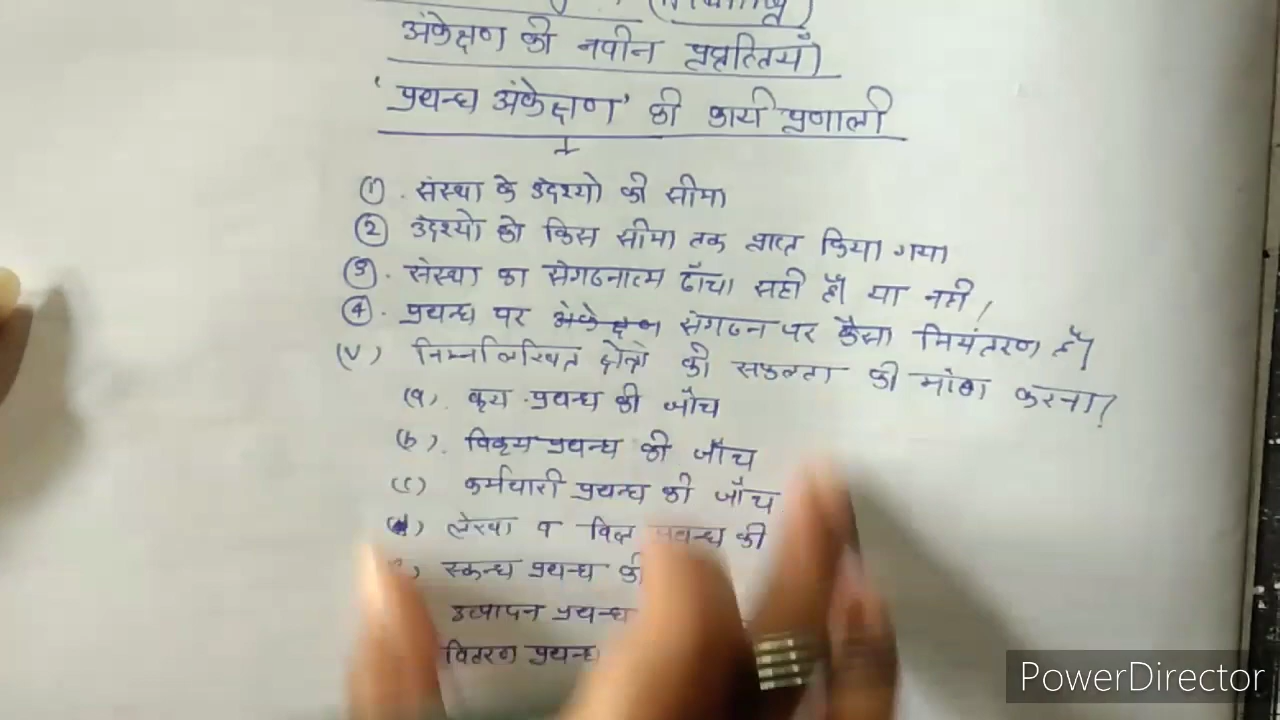 अंकेक्षण की नवीन प्रवृत्तियाँ)
'प्रबन्ध अंकेक्षण' की कार्य प्रणाली
① संस्था के उद्देश्यो की सीमा
② उद्देश्यो को किस सीमा तक प्राप्त किया गया
③ संस्था का संगठनात्म ढाँचा सही है या नही।
④ प्रबन्ध पर अंकेक्षण संगठन पर कैसा नियंतरण है।
(V) निम्नलिखित क्षेत्रो की सफलता की करना।
(a) क्रय प्रबन्ध की जाँच
(b) विक्रय प्रबन्ध की जाँच
(c) कर्मचारी प्रबन्ध की जाँच
(d) लेखा व वित्त प्रबन्ध की
स्कन्ध प्रबन्ध की
उत्पादन प्रबन्ध
वितरण प्रबन्ध
PowerDirector